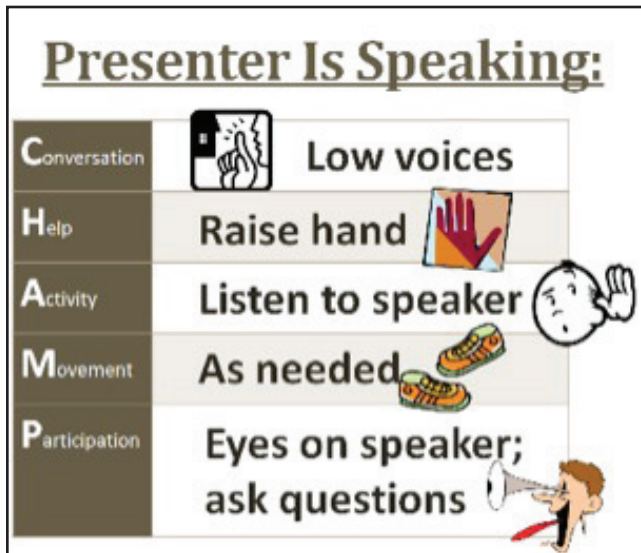 Presenter Is Speaking:
Conversation Low voices
Help Raise hand
Activity Listen to speaker
Movement As needed
Participation Eyes on speaker;
ask questions